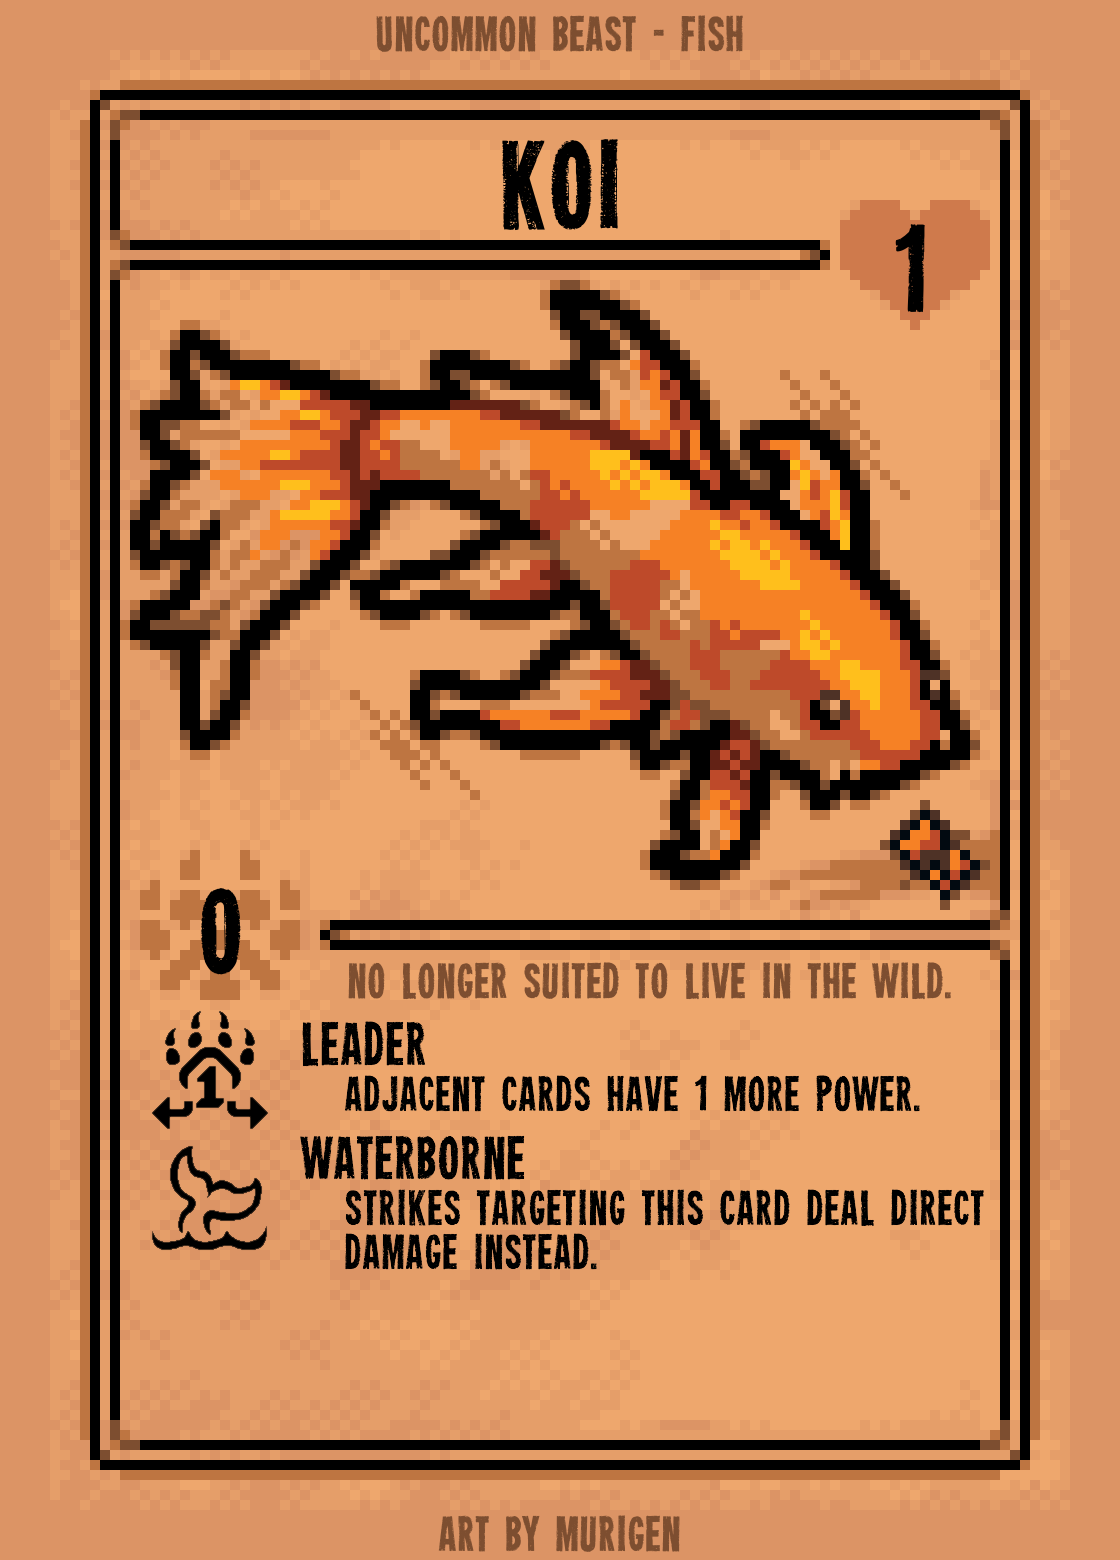 UNCOMMON BEAST - FISH
KOI
1
0
NO LONGER SUITED TO LIVE IN THE WILD.
LEADER
1
ADJACENT CARDS HAVE 1 MORE POWER.
WATERBORNE
STRIKES TARGETING THIS CARD DEAL DIRECT
DAMAGE INSTEAD.
ART BY MURIGEN